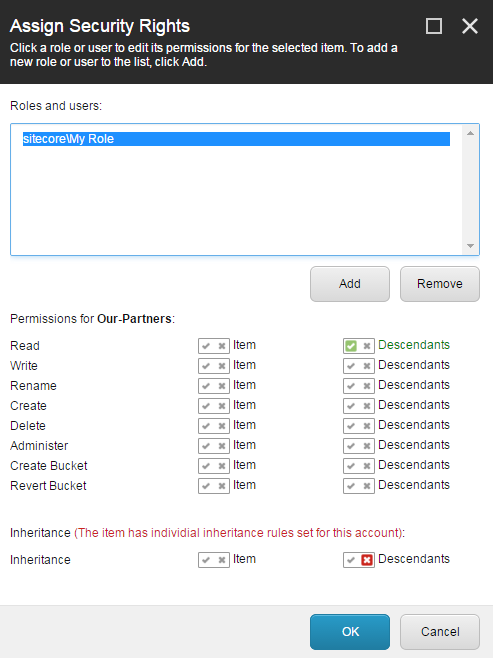 Assign Security Rights
Click a role or user to edit its permissions for the selected item. To add a
new role or user to the list, click Add.
Roles and users:
sitecore\My Role
Add Remove
Permissions for Our-Partners:
Read Item Descendants
Write Item Descendants
Rename Item Descendants
Create Item Descendants
Delete Item Descendants
Administer Item Descendants
Create Bucket Item Descendants
Revert Bucket Item Descendants
Inheritance (The item has individial inheritance rules set for this account):
Inheritance Item Descendants
OK Cancel